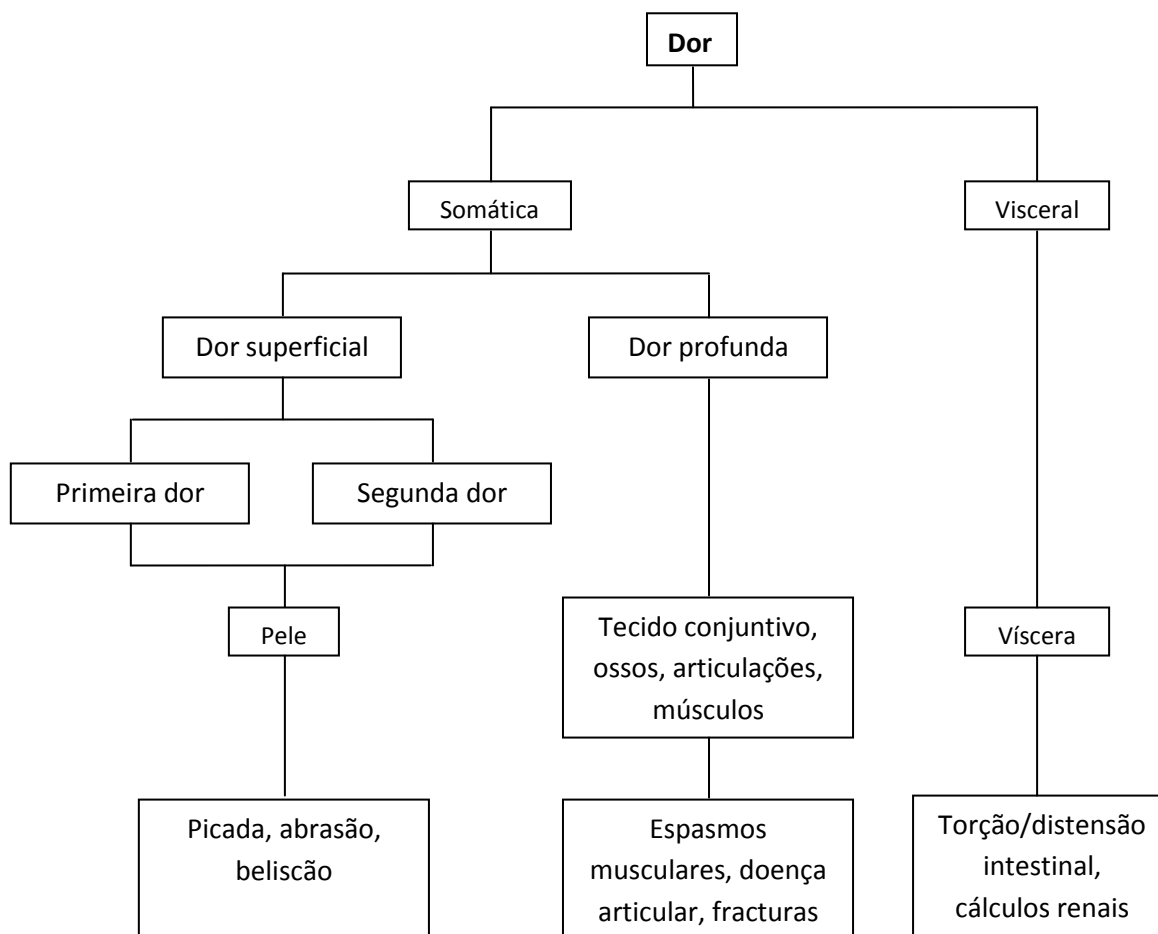 Dor
Somática
Visceral
Dor superficial
Dor profunda
Primeira dor
Segunda dor
Pele
Tecido conjuntivo,
ossos, articulações,
músculos
Víscera
Picada, abrasão,
beliscão
Espasmos
musculares, doença
articular, fracturas
Torção/distensão
intestinal,
cálculos renais